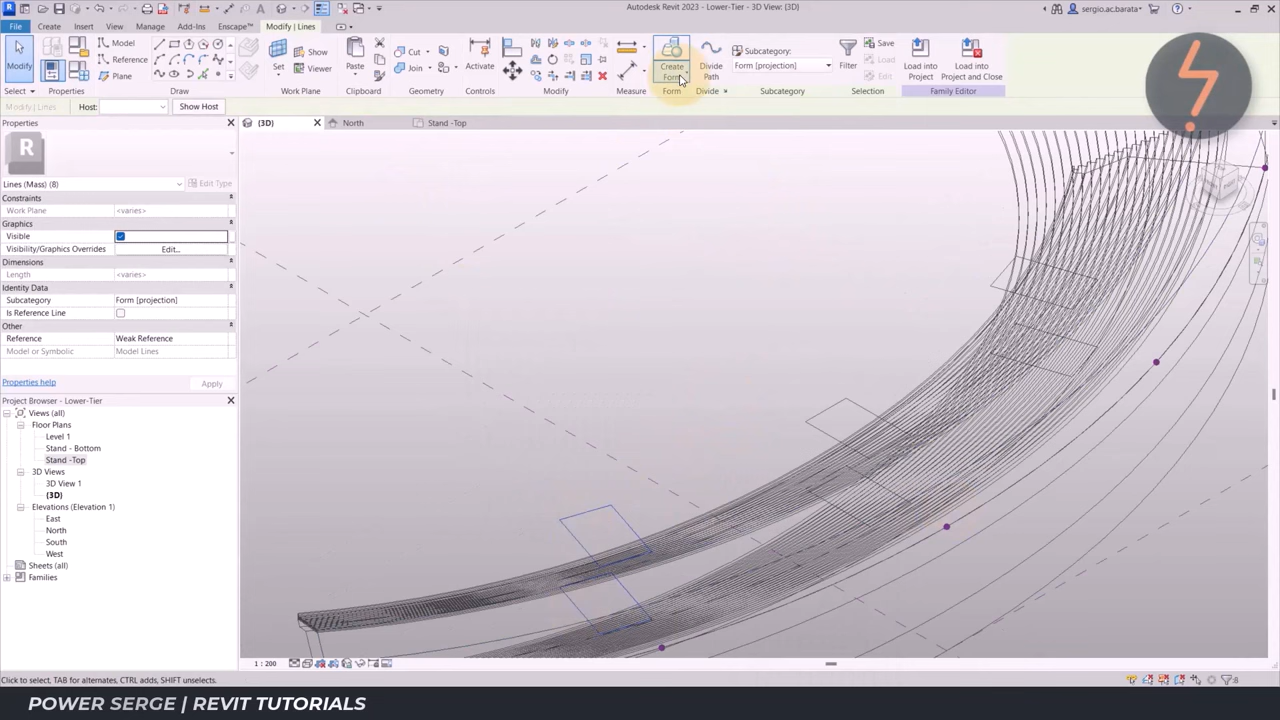 Autodesk Revit 2023 - Lower-Tier - 3D View: {3D}
sergio.ac.barata
File Create Insert View Manage Add-Ins Enscape™ Modify | Lines
Modify
Model
Reference
Plane
Set
Show
Viewer
Paste
Cut
Join
Activate
Create
Form
Divide
Path
Subcategory:
Form [projection]
Filter
Save
Load
Edit
Load into
Project
Load into
Project and Close
Select Properties Draw Work Plane Clipboard Geometry Controls Modify Measure Form Divide Subcategory Selection Family Editor
Modify | Lines Host: Show Host
Properties
{3D} North Stand -Top
R
Lines (Mass) (8) Edit Type
Constraints
Work Plane <varies>
Graphics
Visible
Visibility/Graphics Overrides Edit...
Dimensions
Length <varies>
Identity Data
Subcategory Form [projection]
Is Reference Line
Other
Reference Weak Reference
Model or Symbolic Model Lines
Properties help Apply
Project Browser - Lower-Tier
Views (all)
Floor Plans
Level 1
Stand - Bottom
Stand -Top
3D Views
3D View 1
{3D}
Elevations (Elevation 1)
East
North
South
West
Sheets (all)
Families
1 : 200
Click to select, TAB for alternates, CTRL adds, SHIFT unselects.
:8
POWER SERGE | REVIT TUTORIALS